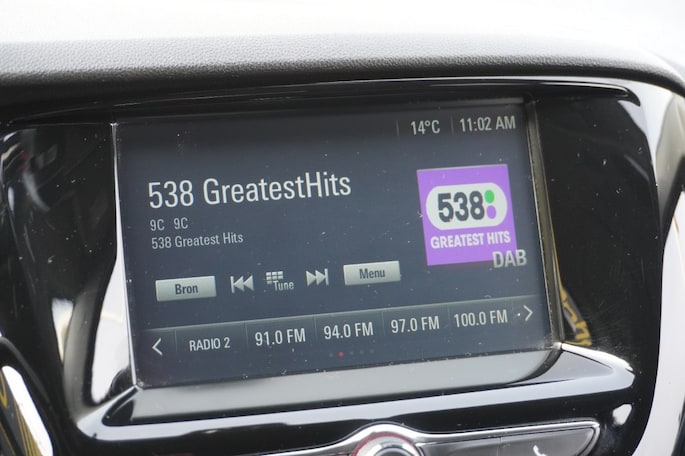 14°C 11:02 AM
538 GreatestHits
9C 9C
538 Greatest Hits
538
GREATEST HITS
DAB
Bron Tune Menu
RADIO 2 91.0 FM 94.0 FM 97.0 FM 100.0 FM